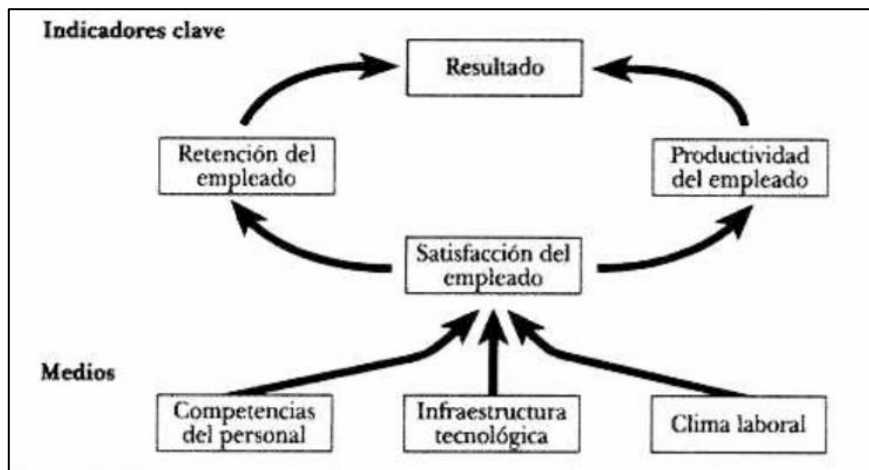 Indicadores clave
Resultado
Retención del
empleado
Productividad
del empleado
Satisfacción del
empleado
Medios
Competencias
del personal
Infraestructura
tecnológica
Clima laboral